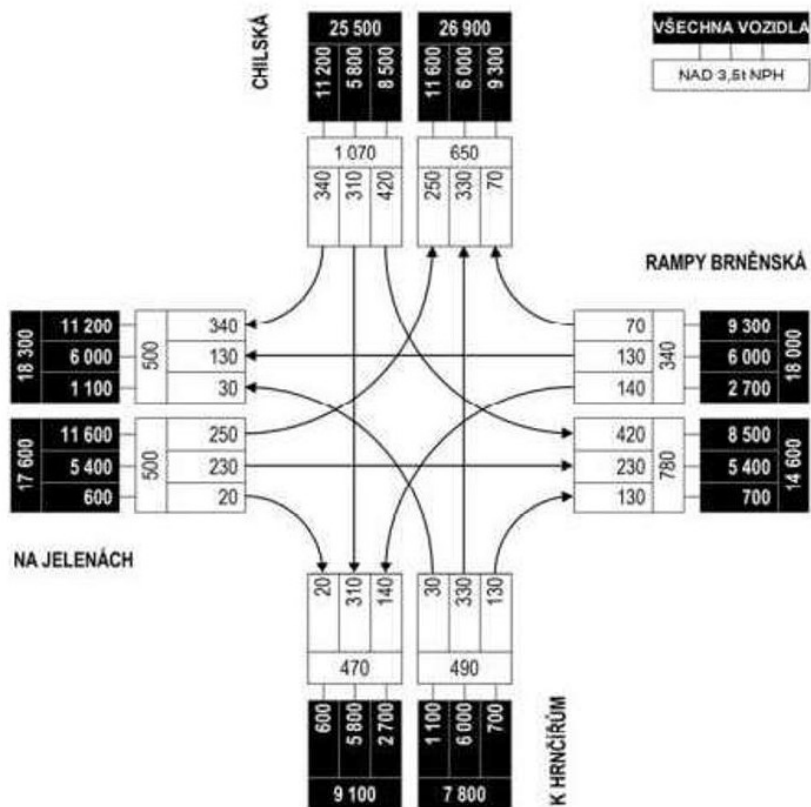 CHILSKÁ
25 500
11 200 5 800 8 500
1 070
340 310 420
26 900
11 600 6 000 9 300
650
250 330 70
VŠECHNA VOZIDLA
NAD 3,5t NPH
RAMPY BRNĚNSKÁ
18 300
11 200
6 000
1 100
500
340
130
30
17 600
11 600
5 400
600
500
250
230
20
NA JELENÁCH
70
130
140
340
9 300
6 000
2 700
18 000
420
230
130
780
8 500
5 400
700
14 600
20 310 140
470
600 5 800 2 700
9 100
30 330 130
490
1 100 6 000 700
7 800
K HRNČÍŘŮM